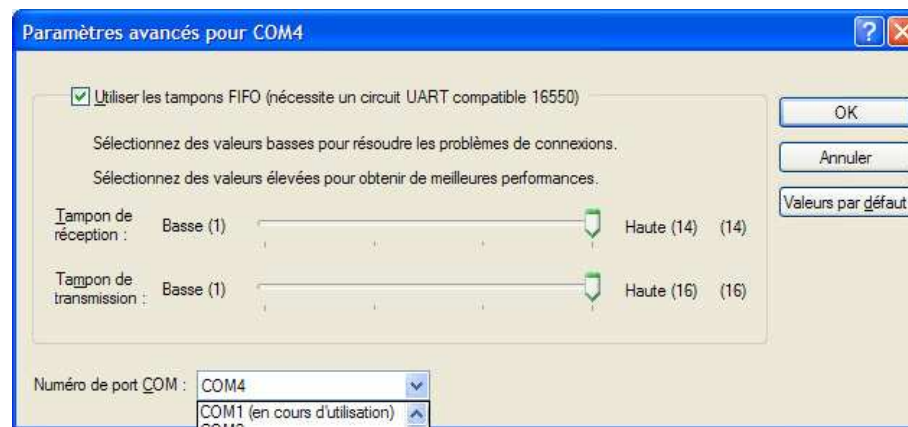 Paramètres avancés pour COM4
Utiliser les tampons FIFO (nécessite un circuit UART compatible 16550)
OK
Sélectionnez des valeurs basses pour résoudre les problèmes de connexions.
Annuler
Sélectionnez des valeurs élevées pour obtenir de meilleures performances.
Valeurs par défaut
Tampon de
réception :
Basse (1)
Haute (14)
(14)
Tampon de
transmission :
Basse (1)
Haute (16)
(16)
Numéro de port COM :
COM4
COM1 (en cours d'utilisation)